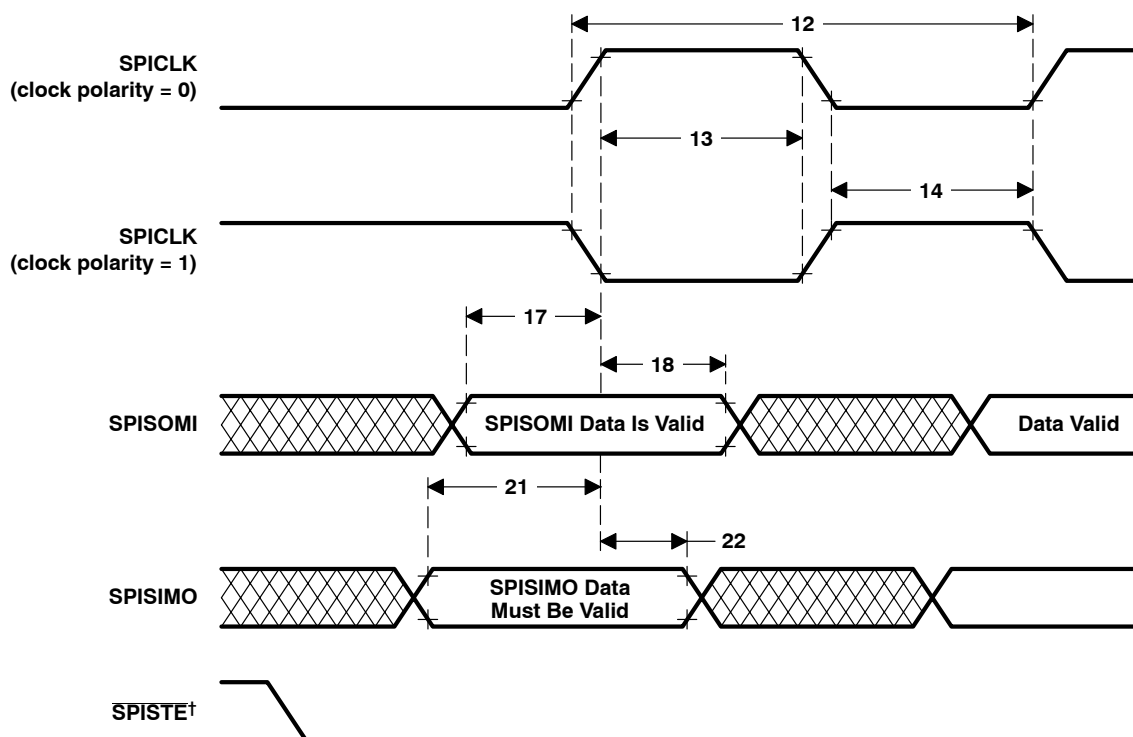 12
SPICLK
(clock polarity = 0)
13
14
SPICLK
(clock polarity = 1)
17
18
SPISOMI
SPISOMI Data Is Valid
Data Valid
21
22
SPISIMO
SPISIMO Data
Must Be Valid
SPISTE†